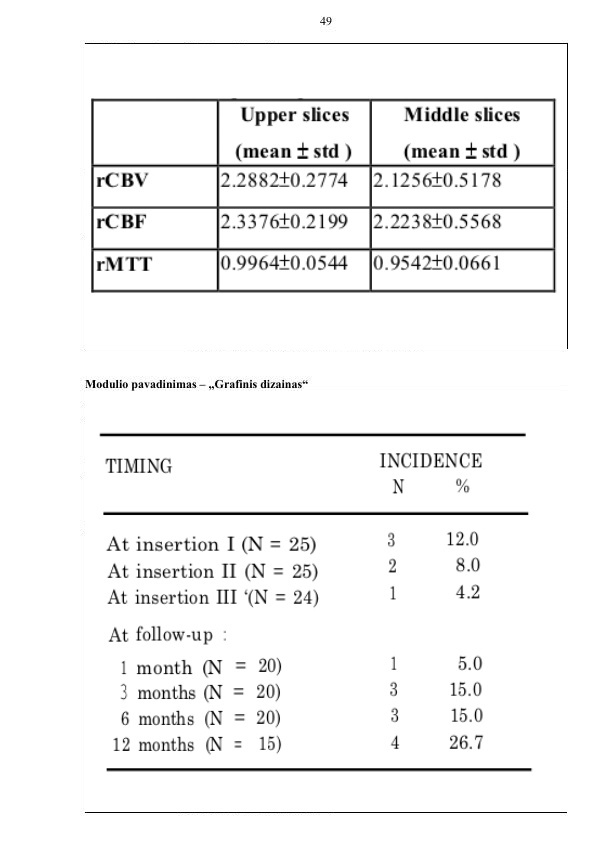 49
Upper slices Middle slices
(mean ± std ) (mean ± std )
rCBV 2.2882±0.2774 2.1256±0.5178
rCBF 2.3376±0.2199 2.2238±0.5568
rMTT 0.9964±0.0544 0.9542±0.0661
Modulio pavadinimas – „Grafinis dizainas“
TIMING INCIDENCE
N %
At insertion I (N = 25) 3 12.0
At insertion II (N = 25) 2 8.0
At insertion III ‘(N = 24) 1 4.2
At follow-up :
1 month (N = 20) 1 5.0
3 months (N = 20) 3 15.0
6 months (N = 20) 3 15.0
12 months (N = 15) 4 26.7